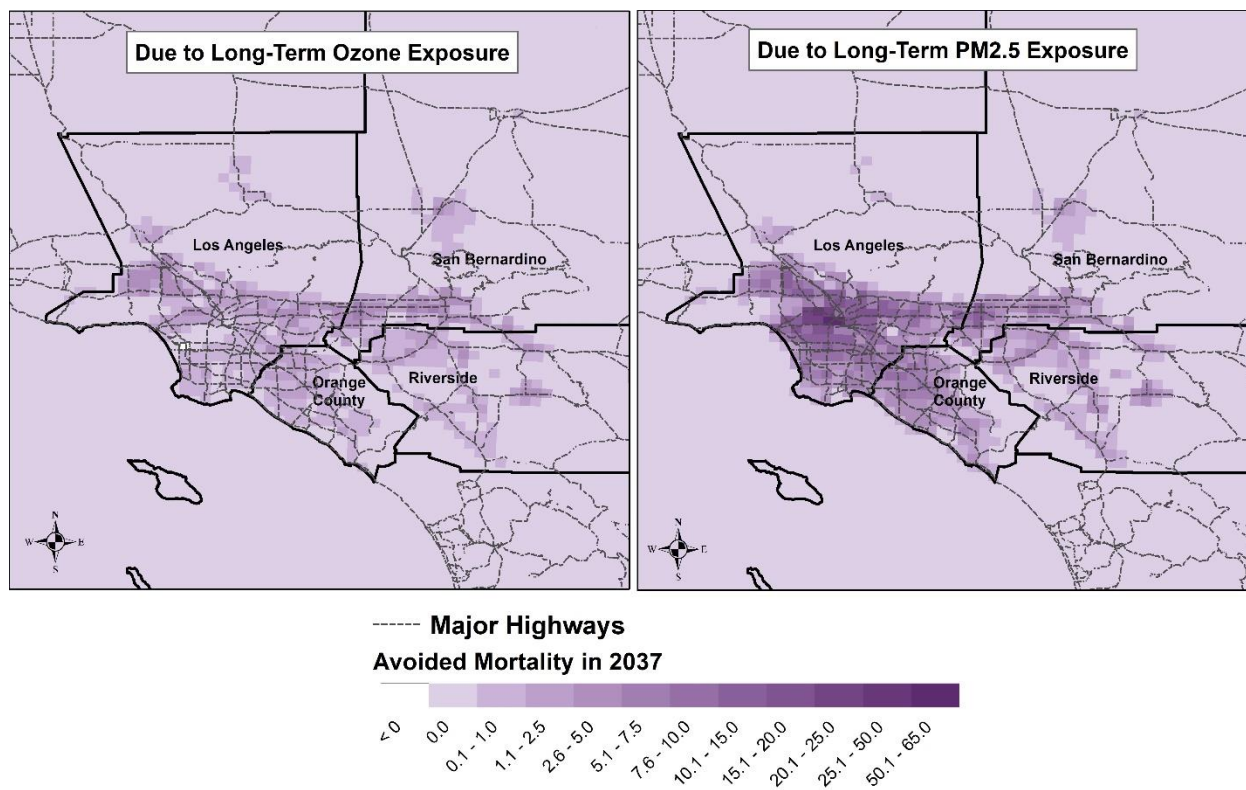 Due to Long-Term Ozone Exposure
Los Angeles
San Bernardino
Orange
County
Riverside
N
W E
S
Due to Long-Term PM2.5 Exposure
Los Angeles
San Bernardino
Orange
County
Riverside
N
W E
S
Major Highways
Avoided Mortality in 2037
< 0
0.0
0.1 - 1.0
1.1 - 2.5
2.6 - 5.0
5.1 - 7.5
7.6 - 10.0
10.1 - 15.0
15.1 - 20.0
20.1 - 25.0
25.1 - 50.0
50.1 - 65.0